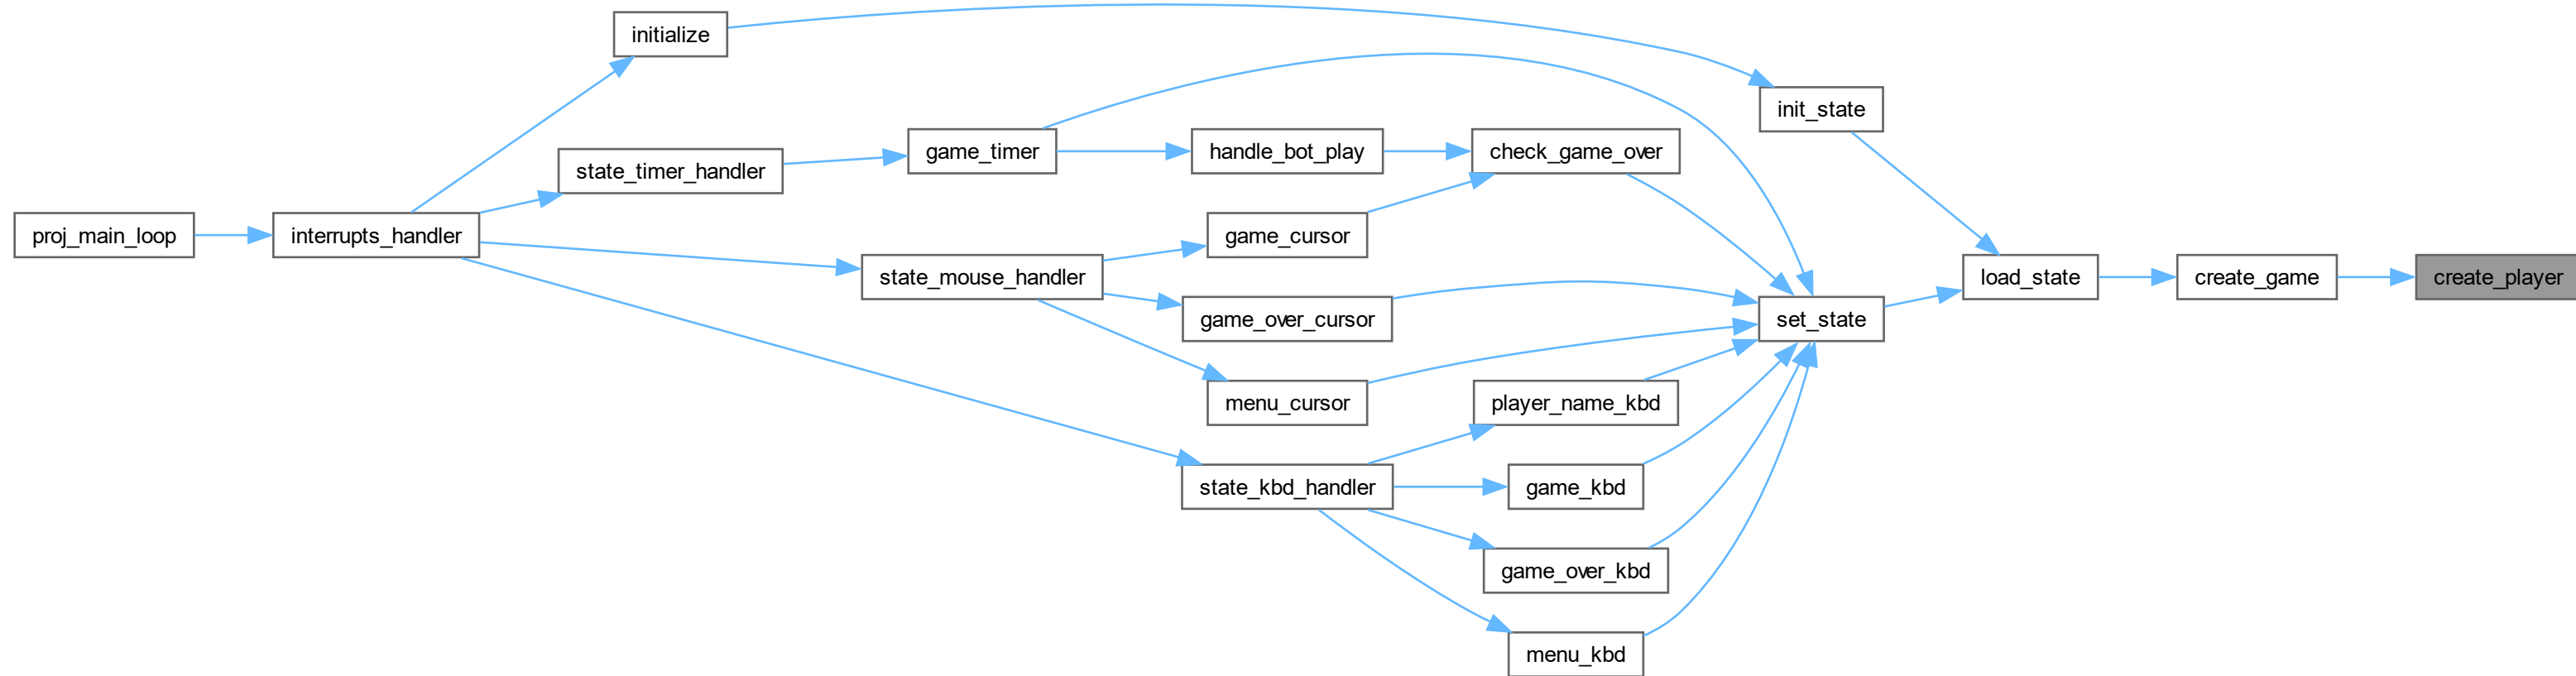 initialize
init_state
game_timer
handle_bot_play
check_game_over
state_timer_handler
proj_main_loop
interrupts_handler
game_cursor
state_mouse_handler
load_state
create_game
create_player
game_over_cursor
set_state
menu_cursor
player_name_kbd
state_kbd_handler
game_kbd
game_over_kbd
menu_kbd